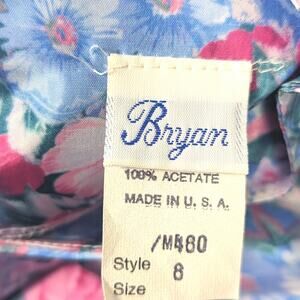 Bryan
100% ACETATE
MADE IN U. S. A.
/M480
Style 8
Size